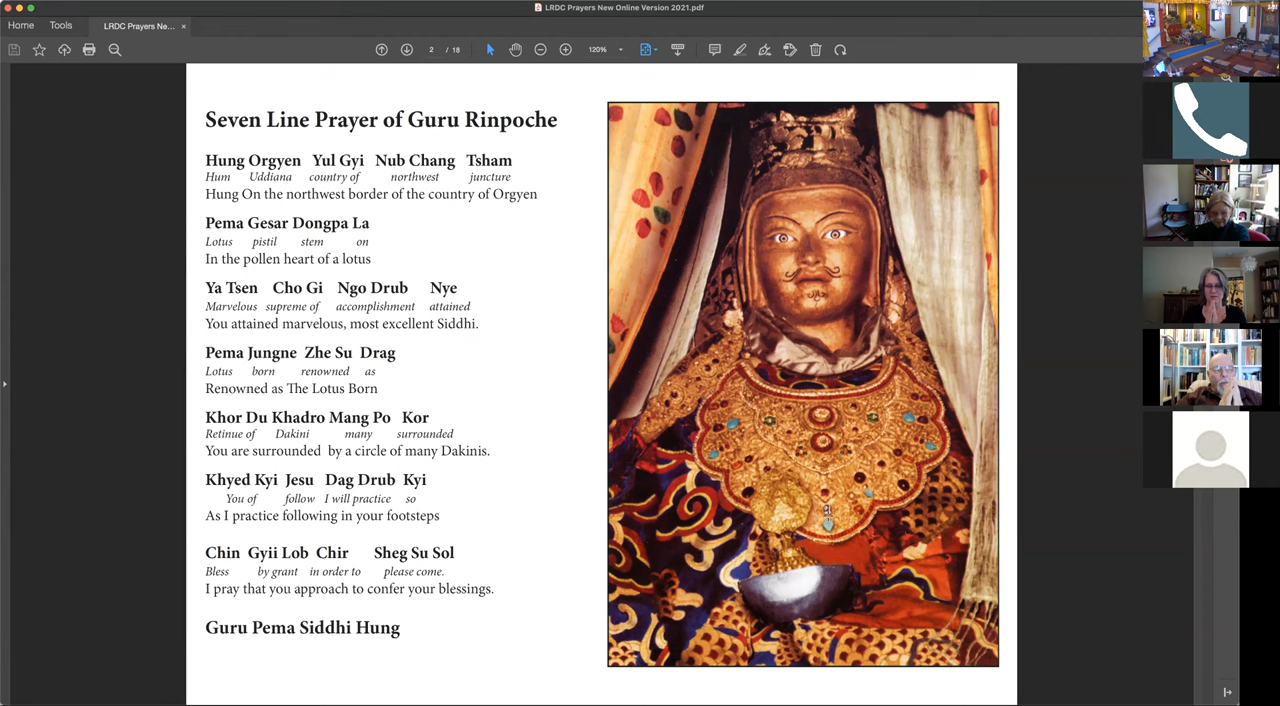 LRDC Prayers New Online Version 2021.pdf
Home Tools LRDC Prayers Ne... ×
2 / 18 120%
Seven Line Prayer of Guru Rinpoche
Hung Orgyen Yul Gyi Nub Chang Tsham
Hum Uddiana country of northwest juncture
Hung On the northwest border of the country of Orgyen
Pema Gesar Dongpa La
Lotus pistil stem on
In the pollen heart of a lotus
Ya Tsen Cho Gi Ngo Drub Nye
Marvelous supreme of accomplishment attained
You attained marvelous, most excellent Siddhi.
Pema Jungne Zhe Su Drag
Lotus born renowned as
Renowned as The Lotus Born
Khor Du Khadro Mang Po Kor
Retinue of Dakini many surrounded
You are surrounded by a circle of many Dakinis.
Khyed Kyi Jesu Dag Drub Kyi
You of follow I will practice so
As I practice following in your footsteps
Chin Gyii Lob Chir Sheg Su Sol
Bless by grant in order to please come.
I pray that you approach to confer your blessings.
Guru Pema Siddhi Hung